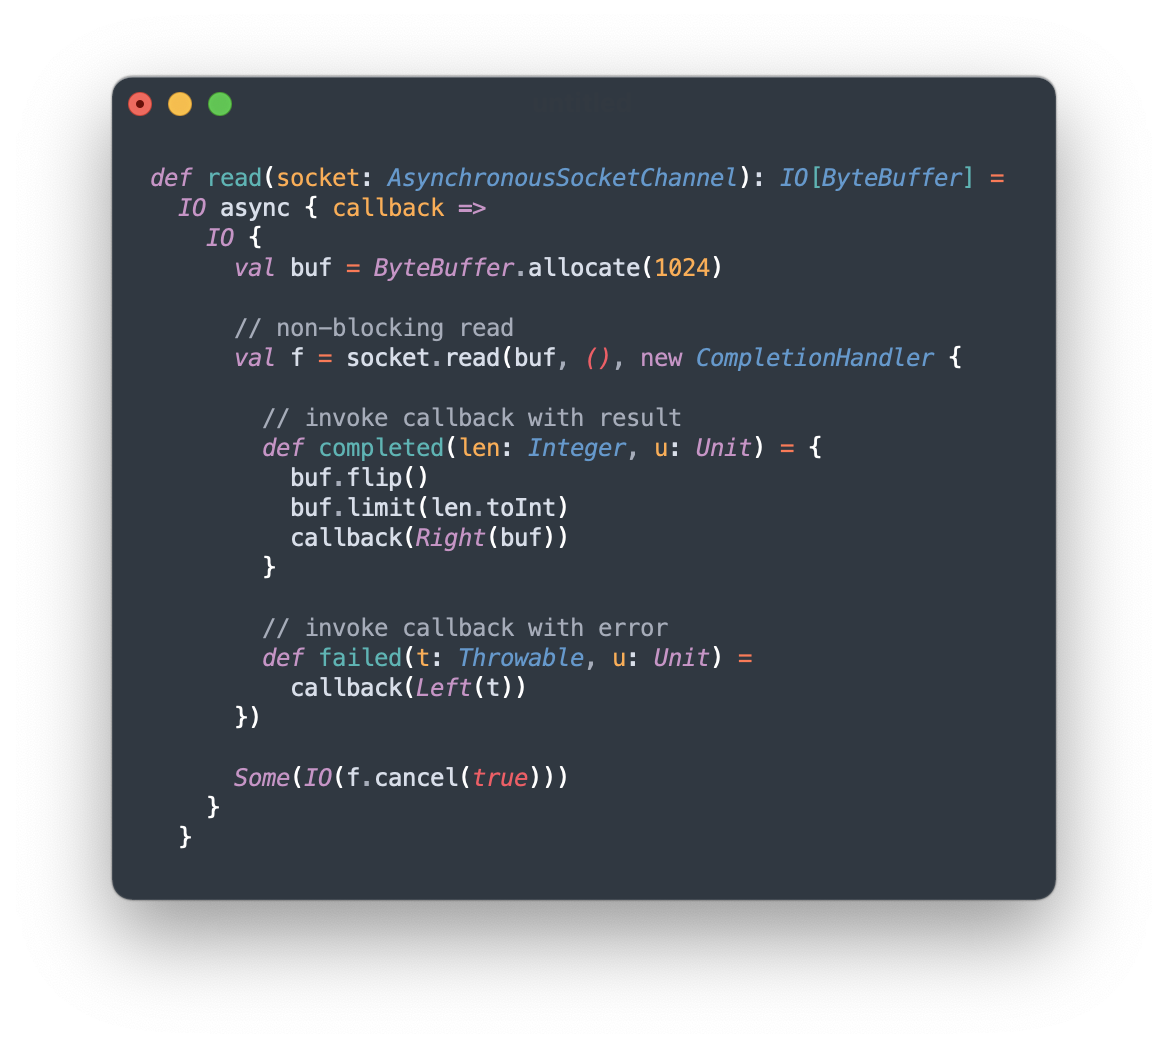 def read(socket: AsynchronousSocketChannel): IO[ByteBuffer] =
  IO async { callback =>
    IO {
      val buf = ByteBuffer.allocate(1024)

      // non-blocking read
      val f = socket.read(buf, (), new CompletionHandler {

        // invoke callback with result
        def completed(len: Integer, u: Unit) = {
          buf.flip()
          buf.limit(len.toInt)
          callback(Right(buf))
        }

        // invoke callback with error
        def failed(t: Throwable, u: Unit) =
          callback(Left(t))
      })

      Some(IO(f.cancel(true)))
    }
  }